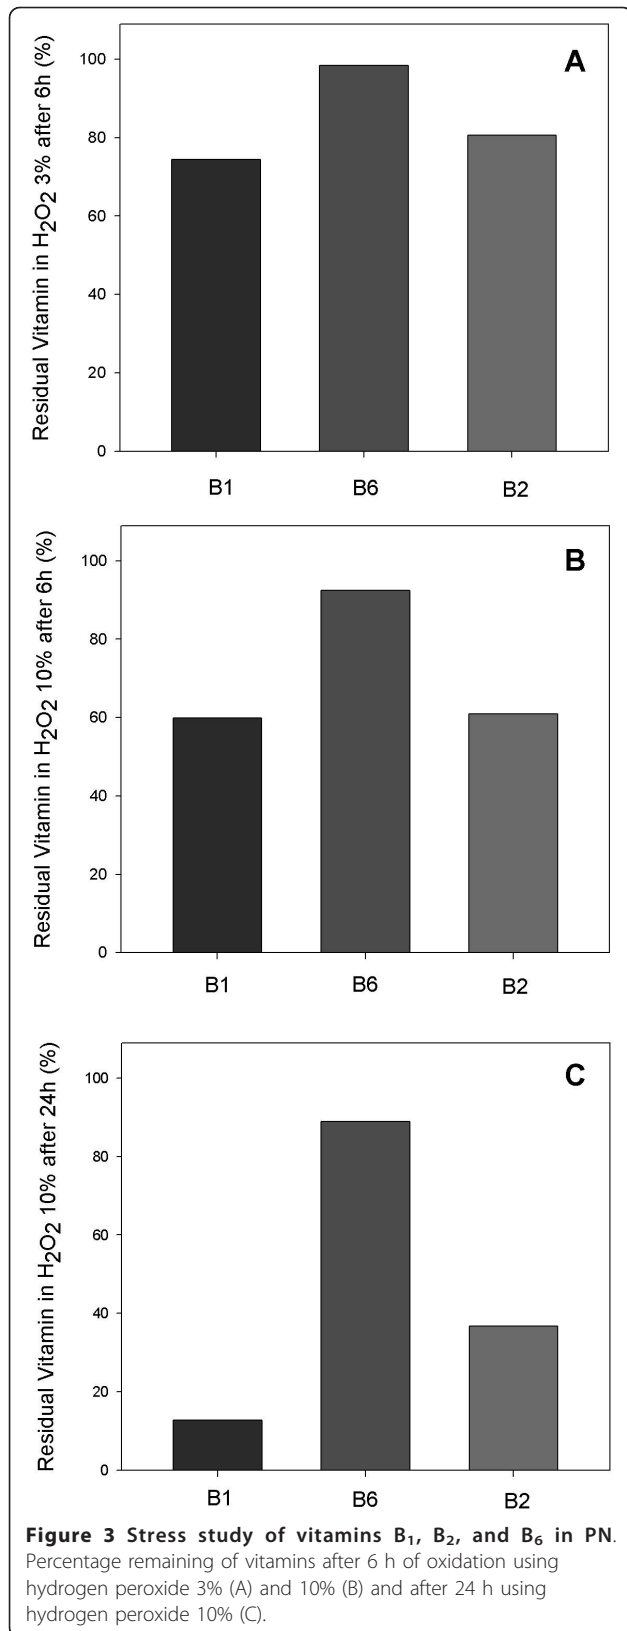 A
Residual Vitamin in H2O2 3% after 6h (%)
100
80
60
40
20
0
B1 B6 B2
B
Residual Vitamin in H2O2 10% after 6h (%)
100
80
60
40
20
0
B1 B6 B2
C
Residual Vitamin in H2O2 10% after 24h (%)
100
80
60
40
20
0
B1 B6 B2
Figure 3 Stress study of vitamins B1, B2, and B6 in PN.
Percentage remaining of vitamins after 6 h of oxidation using
hydrogen peroxide 3% (A) and 10% (B) and after 24 h using
hydrogen peroxide 10% (C).